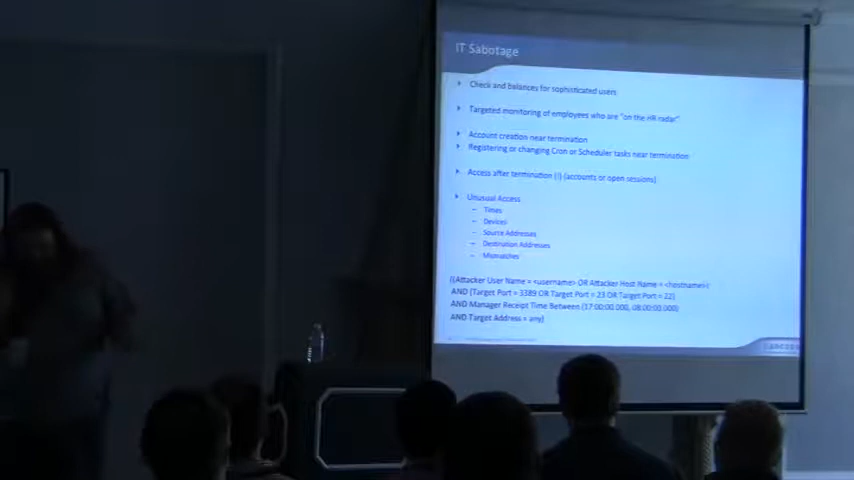 IT Sabotage
Check and balances for sophisticated users
Targeted monitoring of employees who are "on the HR radar"
Account creation near termination
Registering or changing Cron or Scheduler tasks near termination
Access after termination (!) (accounts or open sessions)
Unusual Access
– Times
– Devices
– Source Addresses
– Destination Addresses
– Mismatches
((Attacker User Name = <username> OR Attacker Host Name = <hostname>)
AND (Target Port = 3389 OR Target Port = 23 OR Target Port = 22)
AND Manager Receipt Time Between (17:00:00.000, 08:00:00.000)
AND Target Address = any)